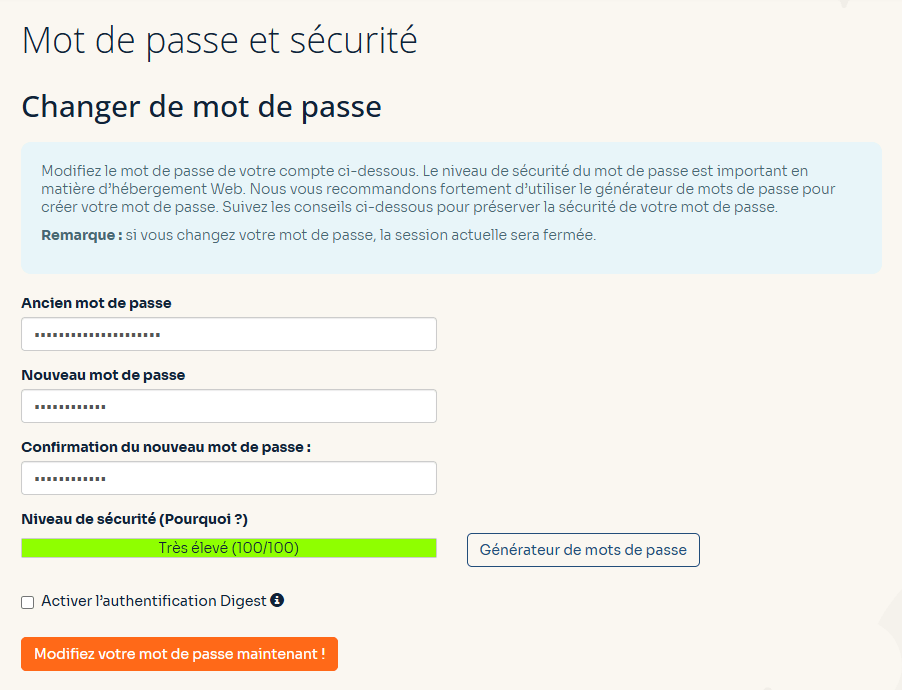 Mot de passe et sécurité
Changer de mot de passe
Modifiez le mot de passe de votre compte ci-dessous. Le niveau de sécurité du mot de passe est important en
matière d'hébergement Web. Nous vous recommandons fortement d'utiliser le générateur de mots de passe pour
créer votre mot de passe. Suivez les conseils ci-dessous pour préserver la sécurité de votre mot de passe.
Remarque : si vous changez votre mot de passe, la session actuelle sera fermée.
Ancien mot de passe
•••••••••••••••••••••
Nouveau mot de passe
••••••••••••
Confirmation du nouveau mot de passe :
••••••••••••
Niveau de sécurité (Pourquoi ?)
Très élevé (100/100)
Générateur de mots de passe
Activer l'authentification Digest
Modifiez votre mot de passe maintenant !